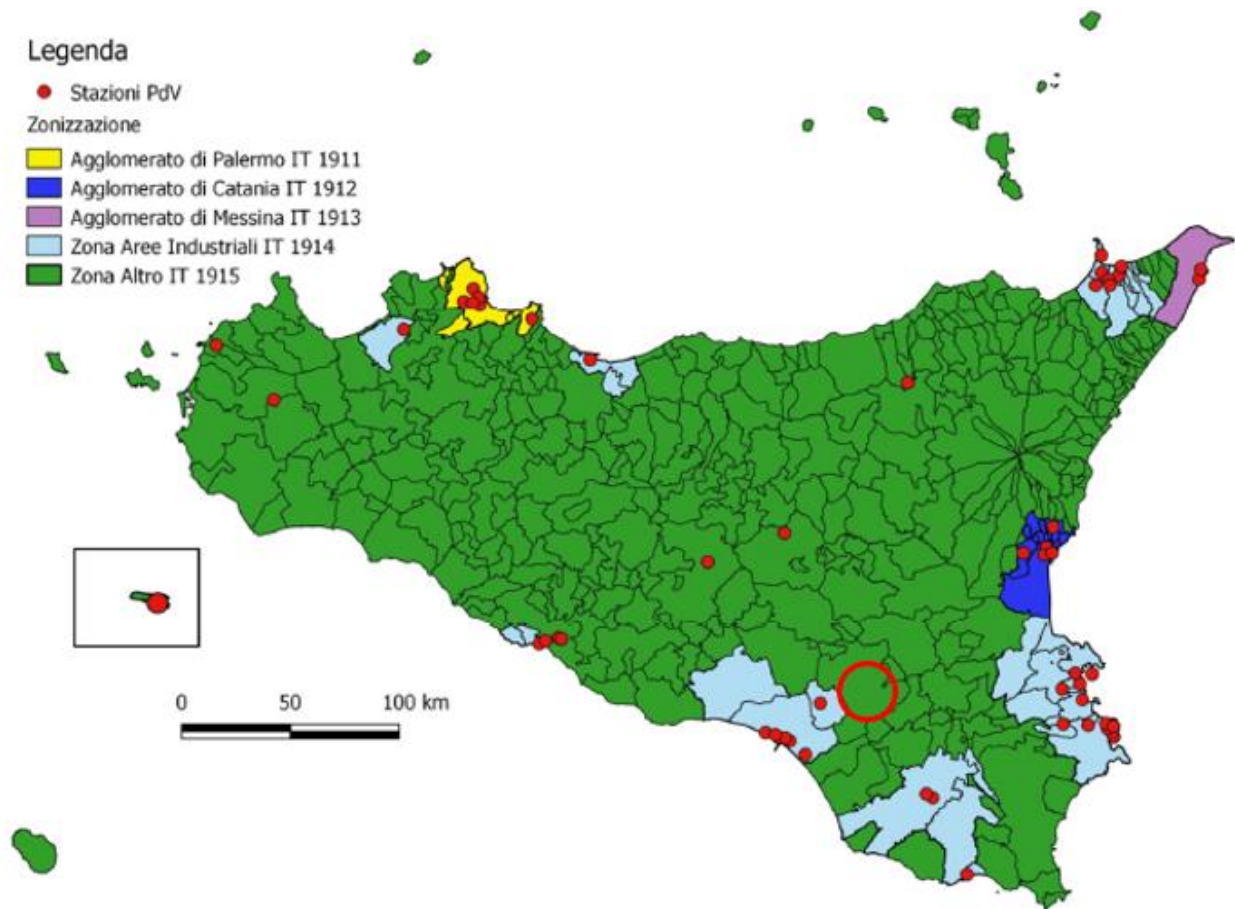 Legenda
Stazioni PdV
Zonizzazione
Agglomerato di Palermo IT 1911
Agglomerato di Catania IT 1912
Agglomerato di Messina IT 1913
Zona Aree Industriali IT 1914
Zona Altro IT 1915
0 50 100 km